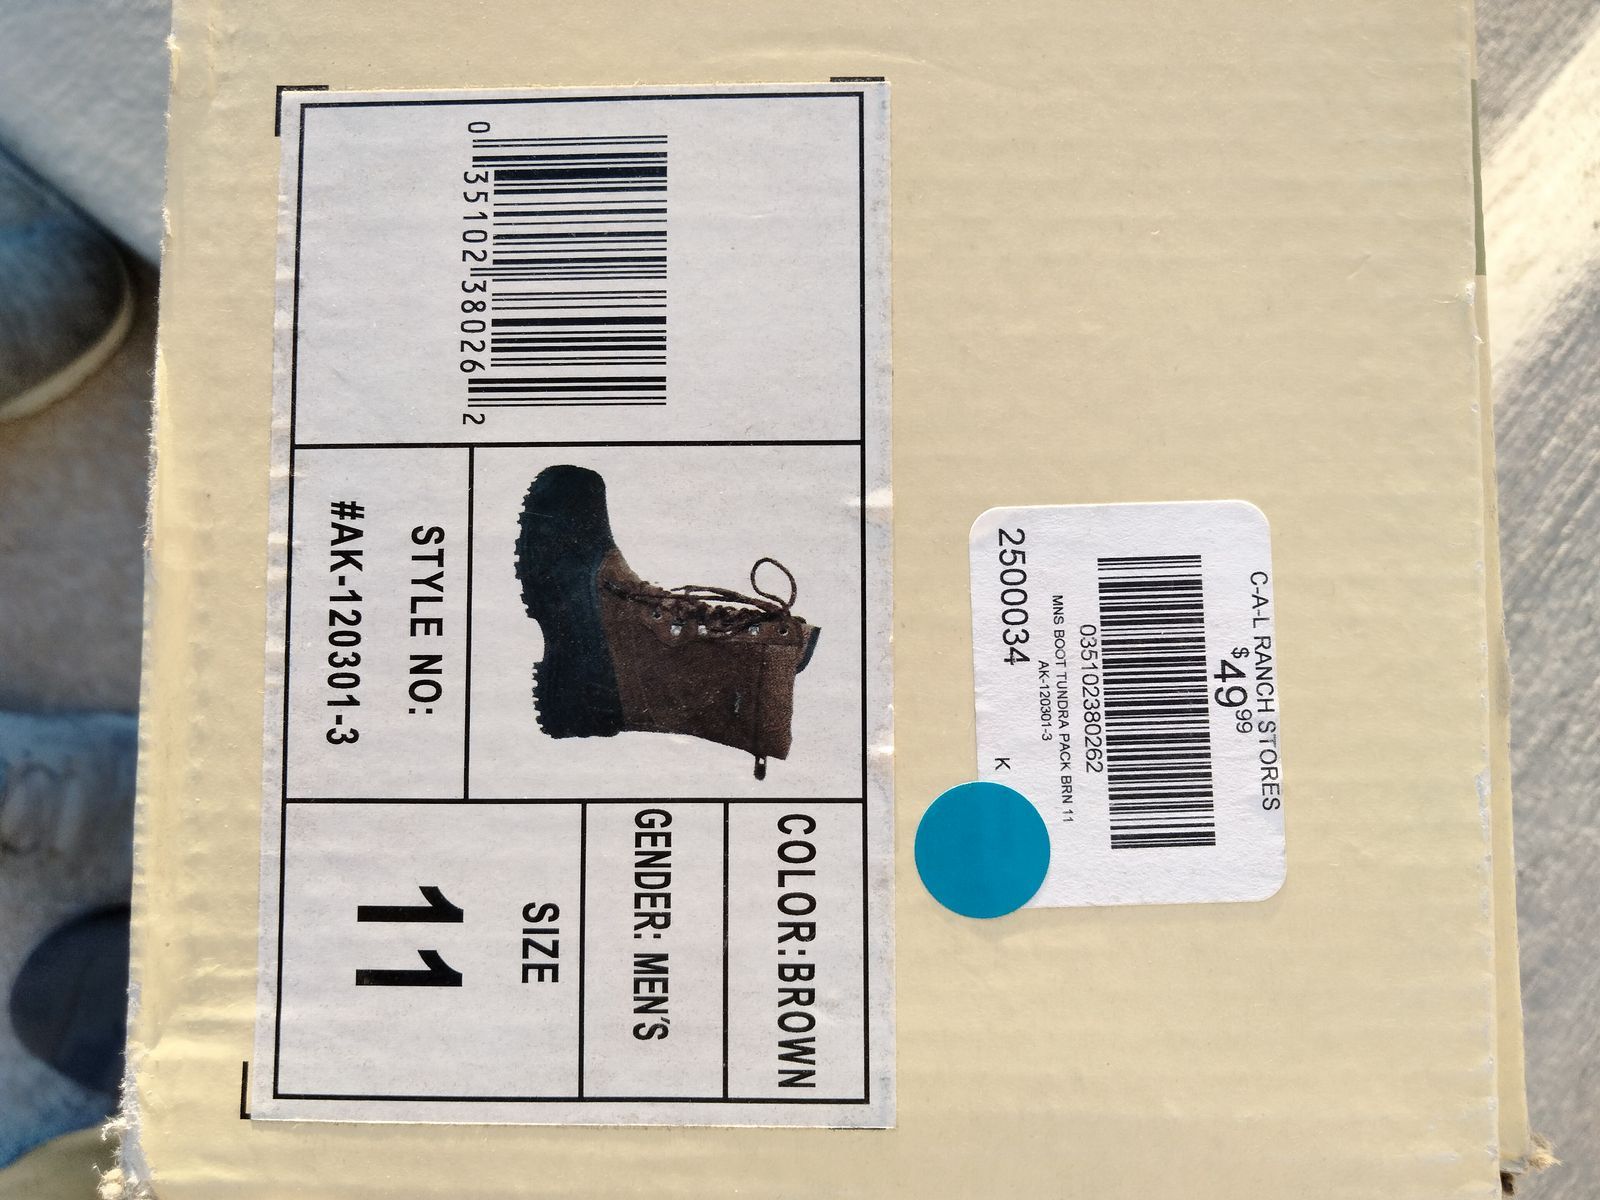 C-A-L RANCH STORES
$49.99
035102380262
MNS BOOT TUNDRA PACK BRN 11
AK-120301-3
2500034
K
0 35102 38026 2
STYLE NO:
#AK-120301-3
COLOR:BROWN
GENDER: MEN'S
SIZE
11